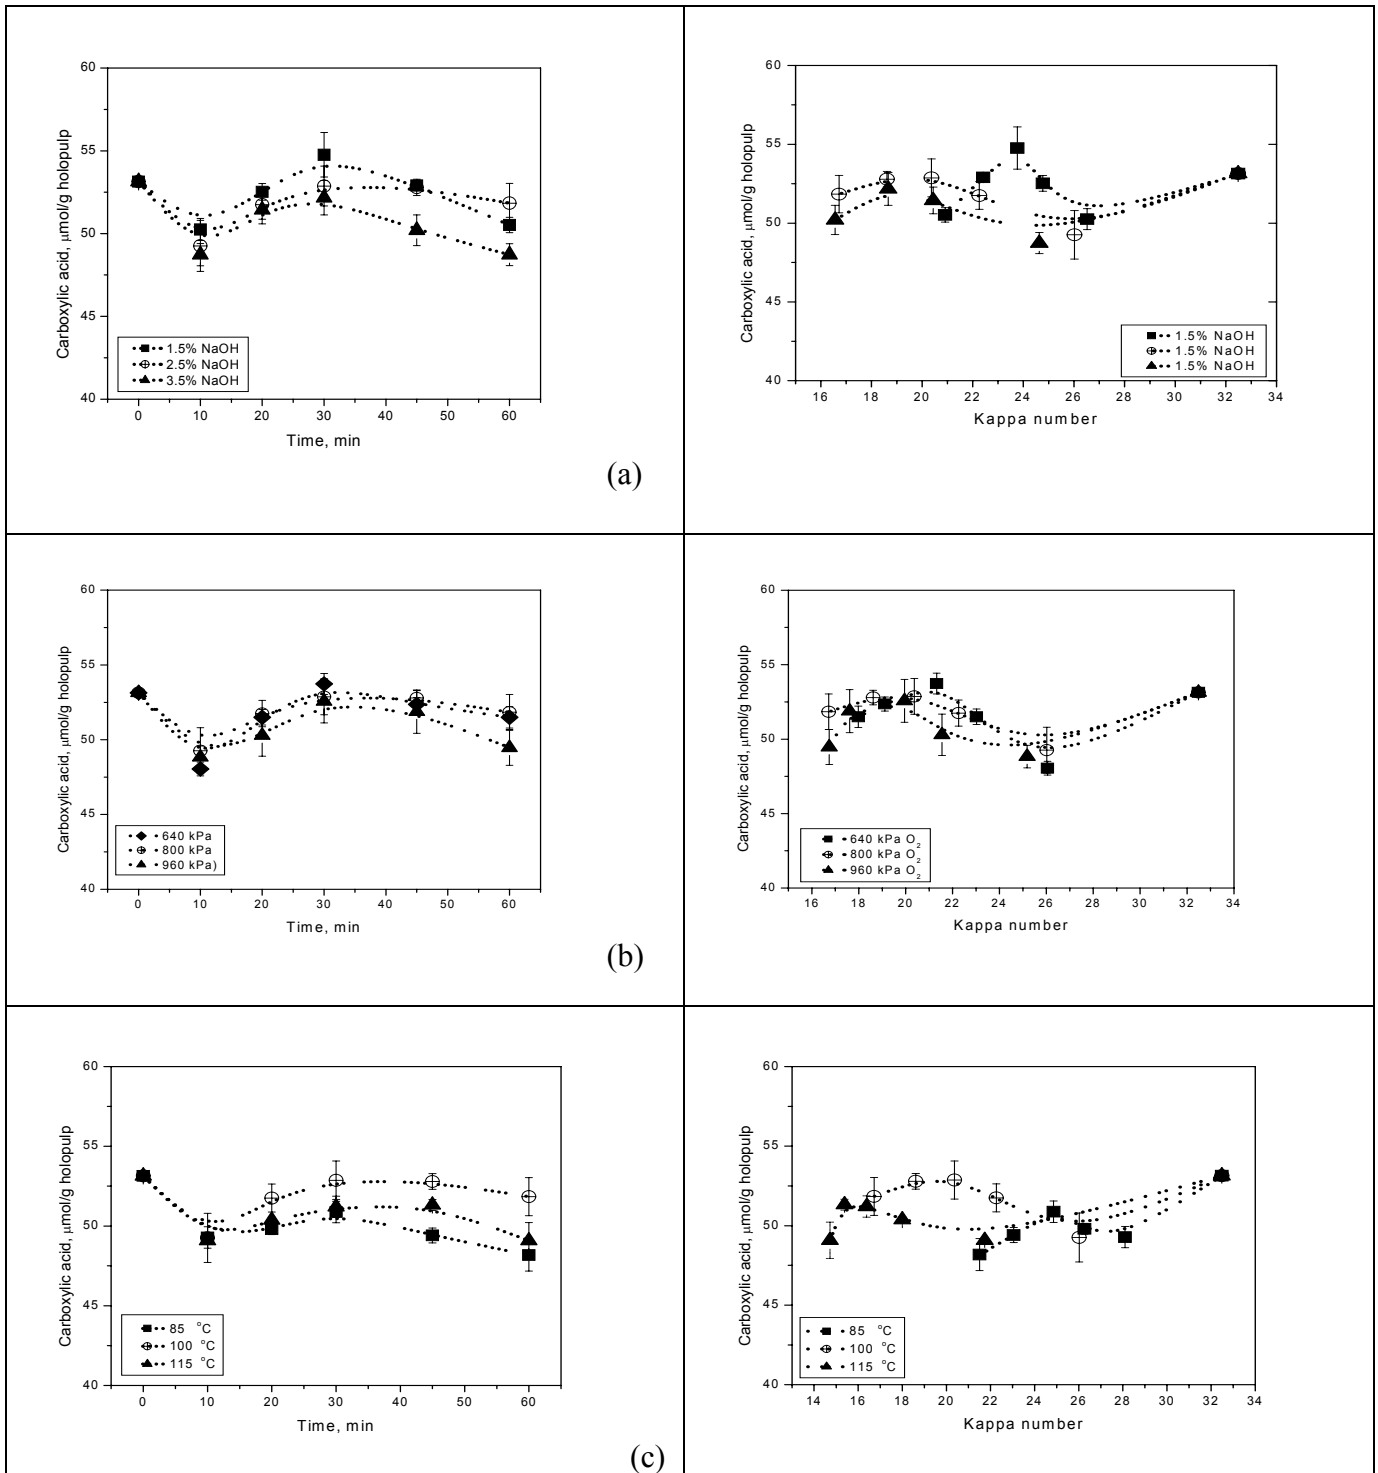 60
55
50
45
40
Carboxylic acid, μmol/g holopulp
1.5% NaOH
2.5% NaOH
3.5% NaOH
0 10 20 30 40 50 60
Time, min
(a)
60
55
50
45
40
Carboxylic acid, μmol/g holopulp
1.5% NaOH
1.5% NaOH
1.5% NaOH
16 18 20 22 24 26 28 30 32 34
Kappa number
60
55
50
45
40
Carboxylic acid, μmol/g holopulp
640 kPa
800 kPa
960 kPa)
0 10 20 30 40 50 60
Time, min
(b)
60
55
50
45
40
Carboxylic acid, μmol/g holopulp
640 kPa O₂
800 kPa O₂
960 kPa O₂
16 18 20 22 24 26 28 30 32 34
Kappa number
60
55
50
45
40
Carboxylic acid, μmol/g holopulp
85 °C
100 °C
115 °C
0 10 20 30 40 50 60
Time, min
(c)
60
55
50
45
40
Carboxylic acid, μmol/g holopulp
85 °C
100 °C
115 °C
14 16 18 20 22 24 26 28 30 32 34
Kappa number